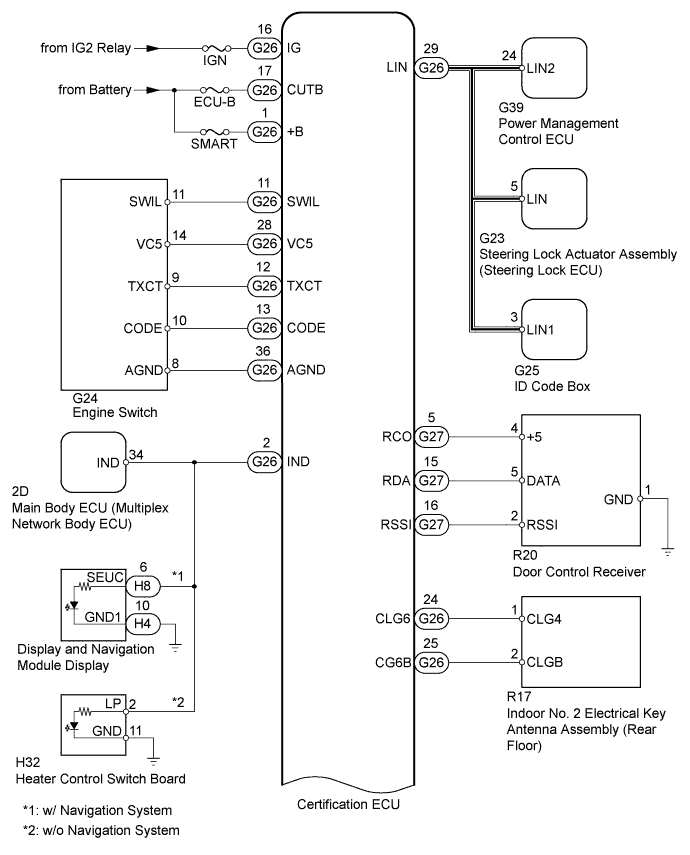 from IG2 Relay
IGN
16
G26
IG
from Battery
ECU-B
17
G26
CUTB
SMART
1
G26
+B
SWIL
11
11
G26
SWIL
VC5
14
28
G26
VC5
TXCT
9
12
G26
TXCT
CODE
10
13
G26
CODE
AGND
8
36
G26
AGND
G24
Engine Switch
IND
34
2
G26
IND
2D
Main Body ECU (Multiplex
Network Body ECU)
SEUC
6
H8
*1
GND1
10
H4
Display and Navigation
Module Display
LP
2
*2
GND
11
H32
Heater Control Switch Board
*1: w/ Navigation System
*2: w/o Navigation System
Certification ECU
LIN
29
G26
24
LIN2
G39
Power Management
Control ECU
5
LIN
G23
Steering Lock Actuator Assembly
(Steering Lock ECU)
3
LIN1
G25
ID Code Box
RCO
5
G27
4
+5
RDA
15
G27
5
DATA
RSSI
16
G27
2
RSSI
GND
1
R20
Door Control Receiver
CLG6
24
G26
1
CLG4
CG6B
25
G26
2
CLGB
R17
Indoor No. 2 Electrical Key
Antenna Assembly (Rear
Floor)